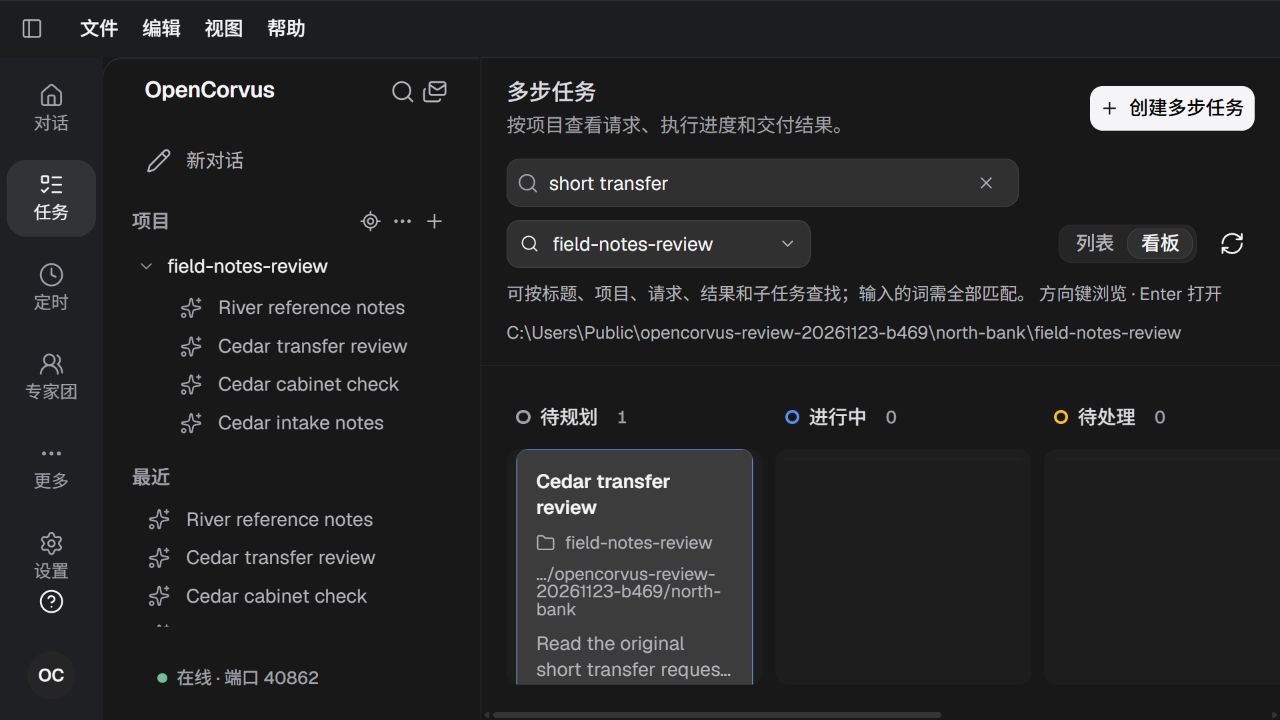 文件 编辑 视图 帮助
对话
任务
定时
专家团
更多
设置
OC
OpenCorvus
新对话
项目
field-notes-review
River reference notes
Cedar transfer review
Cedar cabinet check
Cedar intake notes
最近
River reference notes
Cedar transfer review
Cedar cabinet check
在线 · 端口 40862
多步任务
按项目查看请求、执行进度和交付结果。
+ 创建多步任务
short transfer
field-notes-review
列表 看板
可按标题、项目、请求、结果和子任务查找；输入的词需全部匹配。 方向键浏览 · Enter 打开
C:\Users\Public\opencorvus-review-20261123-b469\north-bank\field-notes-review
待规划 1
进行中 0
待处理 0
Cedar transfer
review
field-notes-review
.../opencorvus-review-
20261123-b469/north-
bank
Read the original
short transfer reques...